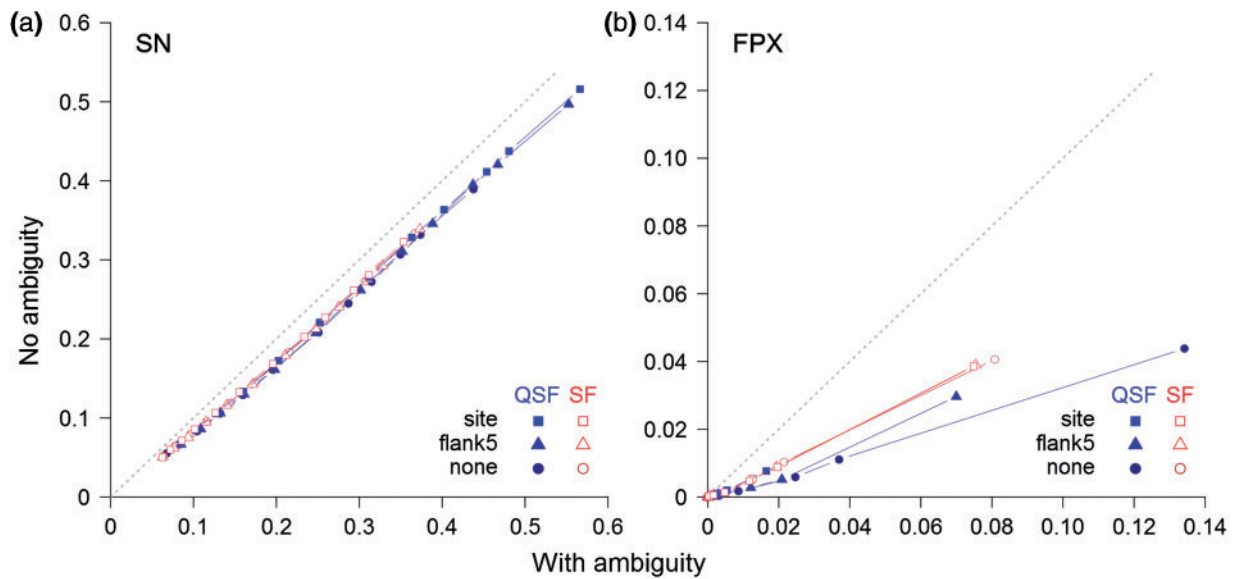 (a)
SN
0.6
0.5
0.4
0.3
0.2
0.1
0
No ambiguity
QSF SF
site
flank5
none
0 0.1 0.2 0.3 0.4 0.5 0.6
(b)
FPX
0.14
0.12
0.10
0.08
0.06
0.04
0.02
0
QSF SF
site
flank5
none
0 0.02 0.04 0.06 0.08 0.10 0.12 0.14
With ambiguity